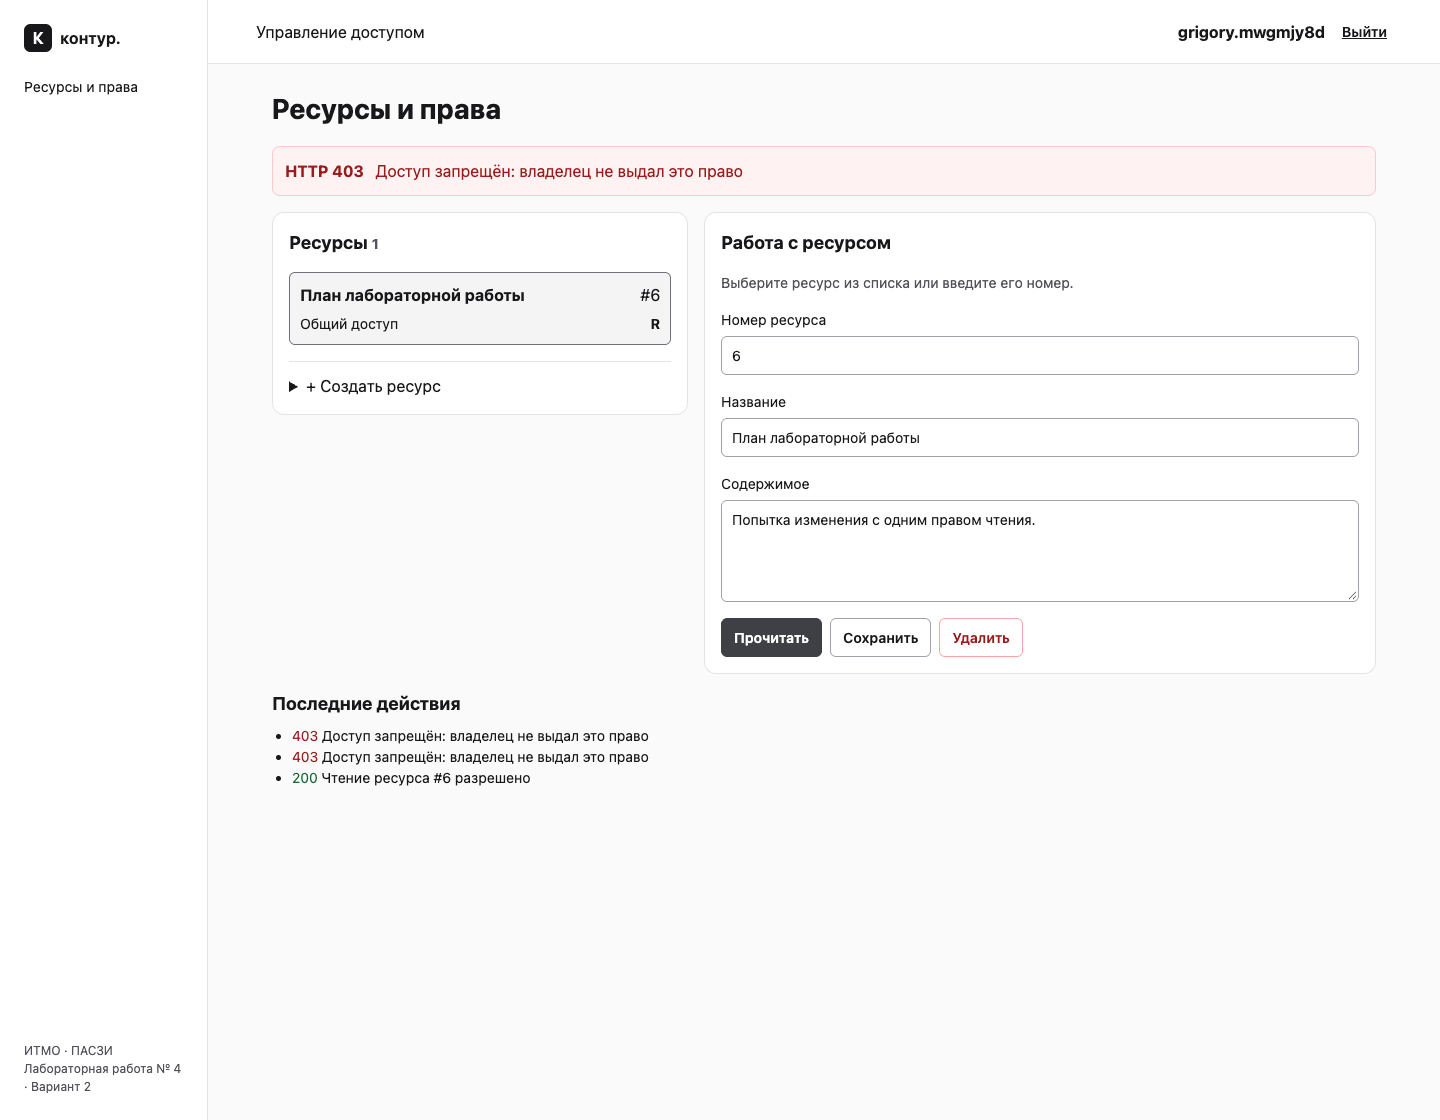 К контур.
Управление доступом
grigory.mwgmjy8d Выйти
Ресурсы и права
Ресурсы и права
HTTP 403 Доступ запрещён: владелец не выдал это право
Ресурсы 1
План лабораторной работы #6
Общий доступ R
+ Создать ресурс
Работа с ресурсом
Выберите ресурс из списка или введите его номер.
Номер ресурса
6
Название
План лабораторной работы
Содержимое
Попытка изменения с одним правом чтения.
Прочитать Сохранить Удалить
Последние действия
403 Доступ запрещён: владелец не выдал это право
403 Доступ запрещён: владелец не выдал это право
200 Чтение ресурса #6 разрешено
ИТМО · ПАСЗИ
Лабораторная работа № 4
· Вариант 2